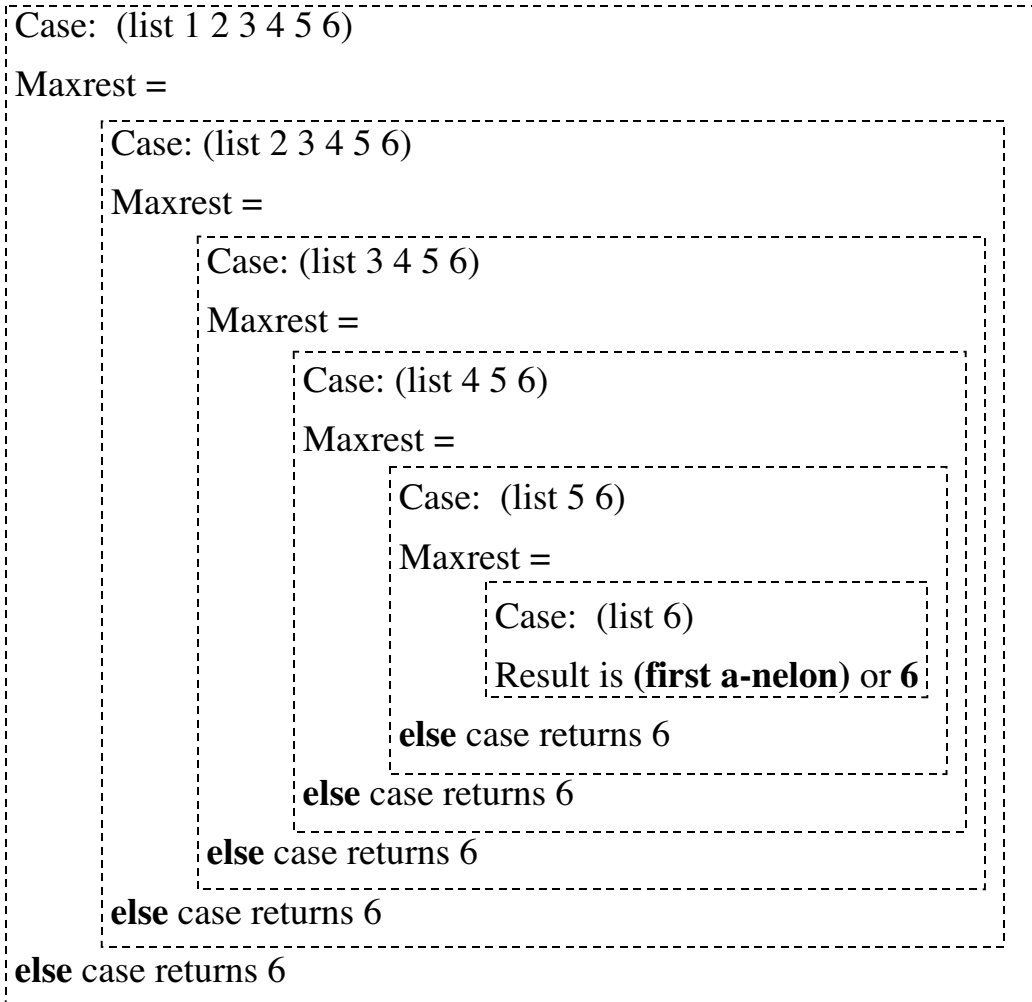 Case:  (list 1 2 3 4 5 6)
Maxrest =
Case: (list 2 3 4 5 6)
Maxrest =
Case: (list 3 4 5 6)
Maxrest =
Case: (list 4 5 6)
Maxrest =
Case:  (list 5 6)
Maxrest =
Case:  (list 6)
Result is (first a-nelon) or 6
else case returns 6
else case returns 6
else case returns 6
else case returns 6
else case returns 6